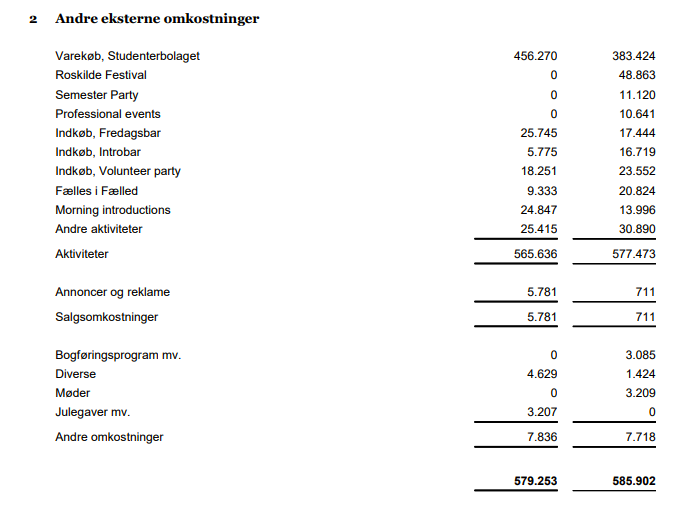 2 Andre eksterne omkostninger
Varekøb, Studenterbolaget 456.270 383.424
Roskilde Festival 0 48.863
Semester Party 0 11.120
Professional events 0 10.641
Indkøb, Fredagsbar 25.745 17.444
Indkøb, Introbar 5.775 16.719
Indkøb, Volunteer party 18.251 23.552
Fælles i Fælled 9.333 20.824
Morning introductions 24.847 13.996
Andre aktiviteter 25.415 30.890
Aktiviteter 565.636 577.473
Annoncer og reklame 5.781 711
Salgsomkostninger 5.781 711
Bogføringsprogram mv. 0 3.085
Diverse 4.629 1.424
Møder 0 3.209
Julegaver mv. 3.207 0
Andre omkostninger 7.836 7.718
579.253 585.902